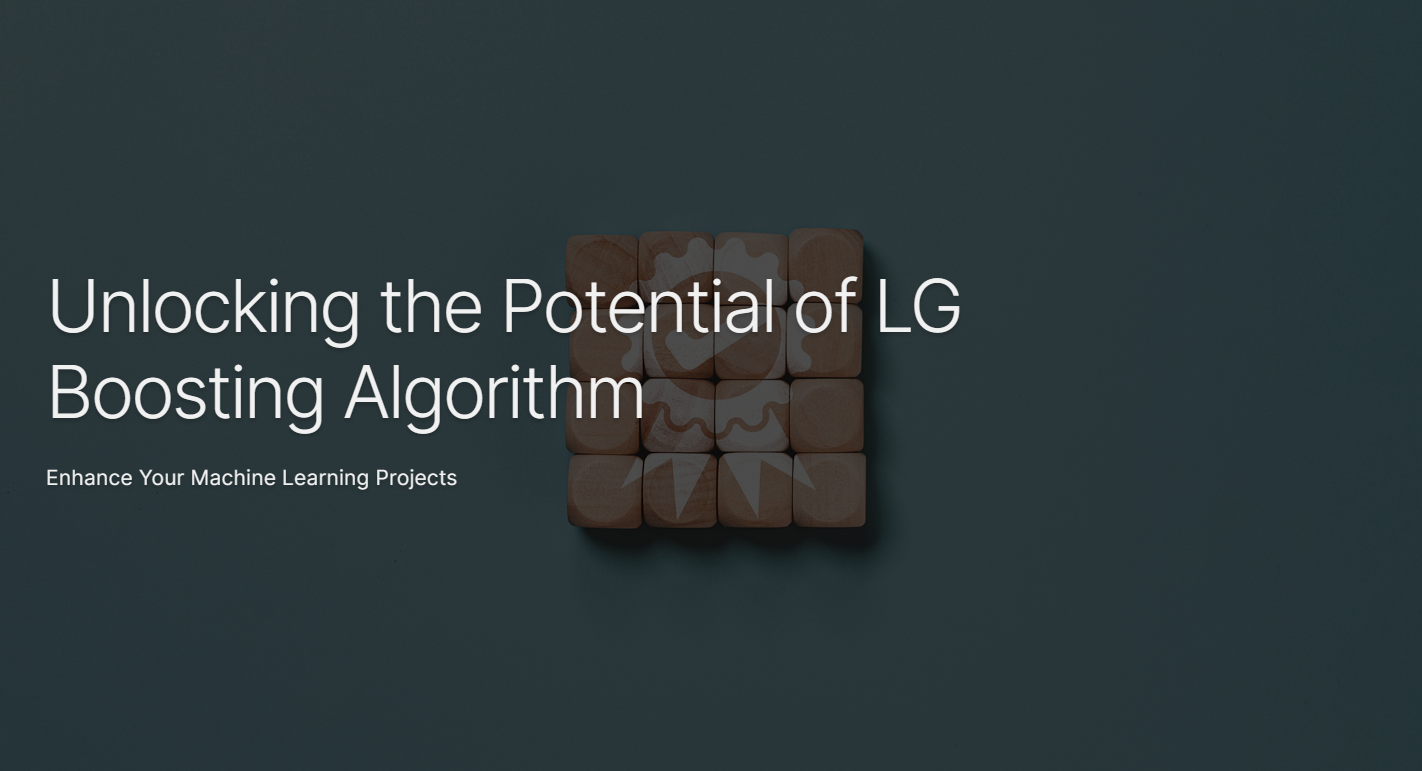 Unlocking the Potential of LG
Boosting Algorithm
Enhance Your Machine Learning Projects